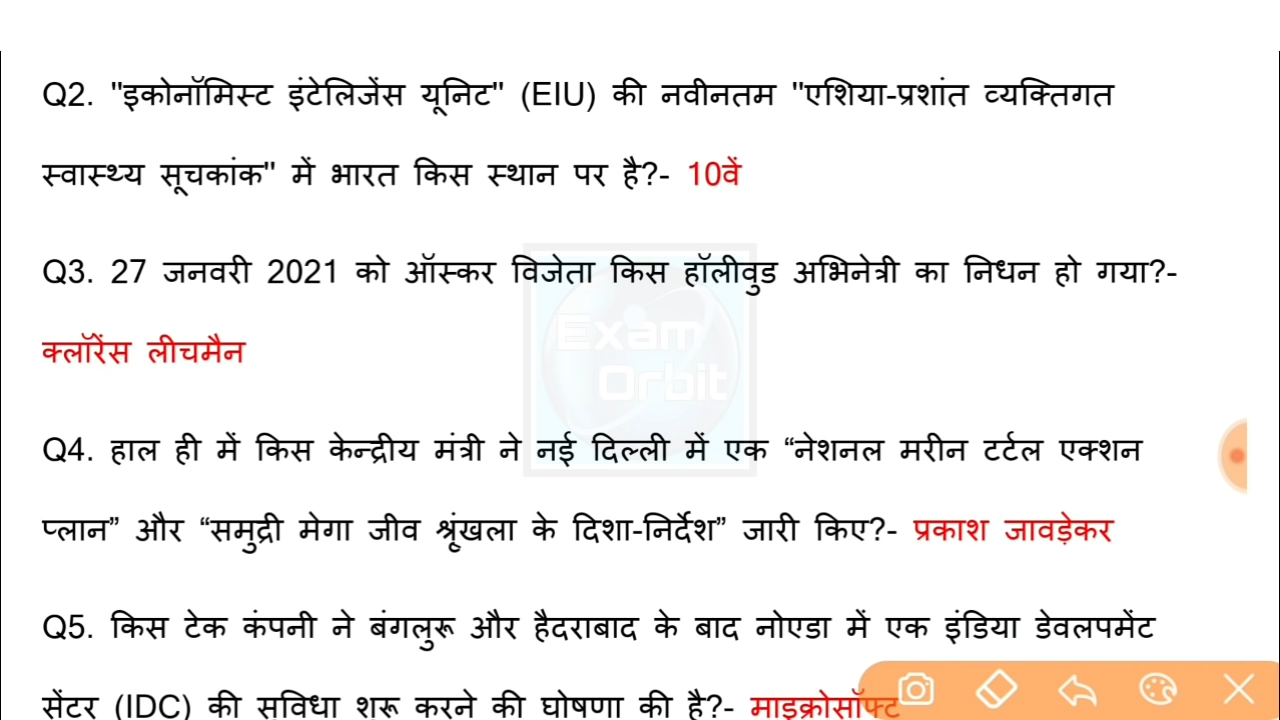 Q2. "इकोनॉमिस्ट इंटेलिजेंस यूनिट" (EIU) की नवीनतम "एशिया-प्रशांत व्यक्तिगत
स्वास्थ्य सूचकांक" में भारत किस स्थान पर है?- 10वें
Q3. 27 जनवरी 2021 को ऑस्कर विजेता किस हॉलीवुड अभिनेत्री का निधन हो गया?-
क्लॉरेंस लीचमैन
Exam
Orbit
Q4. हाल ही में किस केन्द्रीय मंत्री ने नई दिल्ली में एक “नेशनल मरीन टर्टल एक्शन
प्लान” और “समुद्री मेगा जीव श्रृंखला के दिशा-निर्देश” जारी किए?- प्रकाश जावड़ेकर
Q5. किस टेक कंपनी ने बंगलुरू और हैदराबाद के बाद नोएडा में एक इंडिया डेवलपमेंट
सेंटर (IDC) की सुविधा शुरू करने की घोषणा की है?- माइक्रोसॉफ्ट